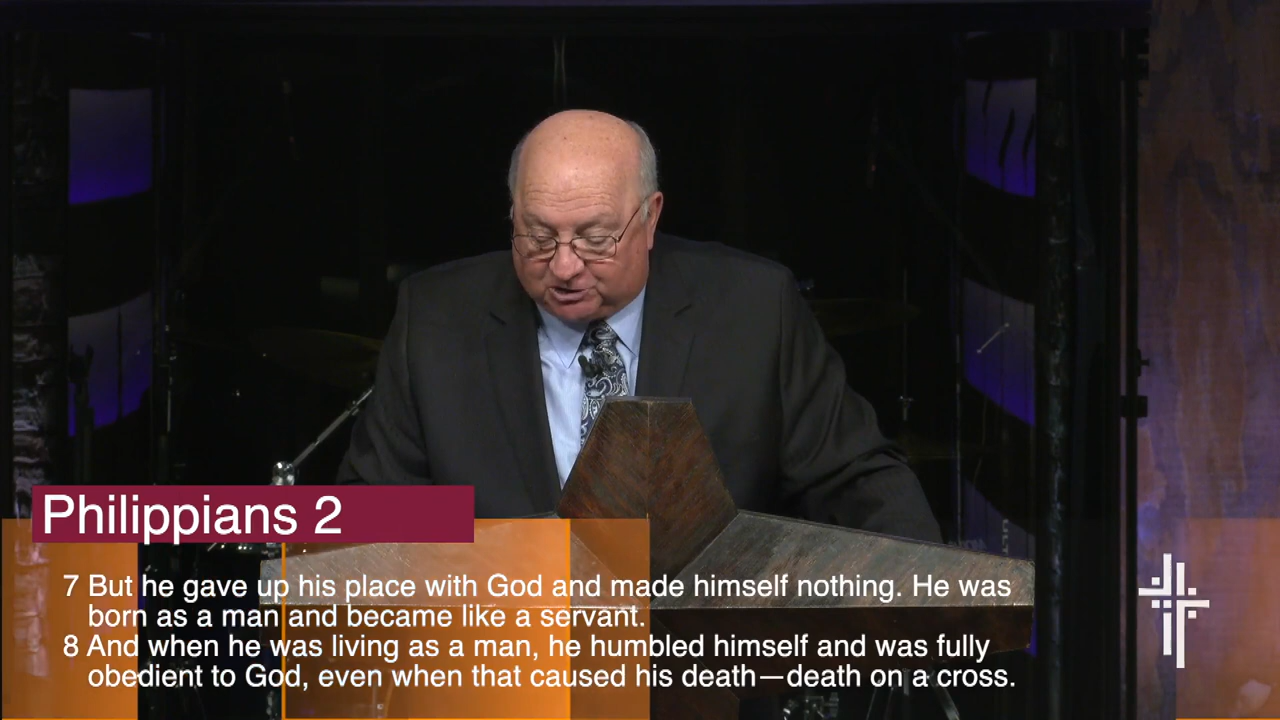 Philippians 2
7 But he gave up his place with God and made himself nothing. He was
born as a man and became like a servant.
8 And when he was living as a man, he humbled himself and was fully
obedient to God, even when that caused his death—death on a cross.